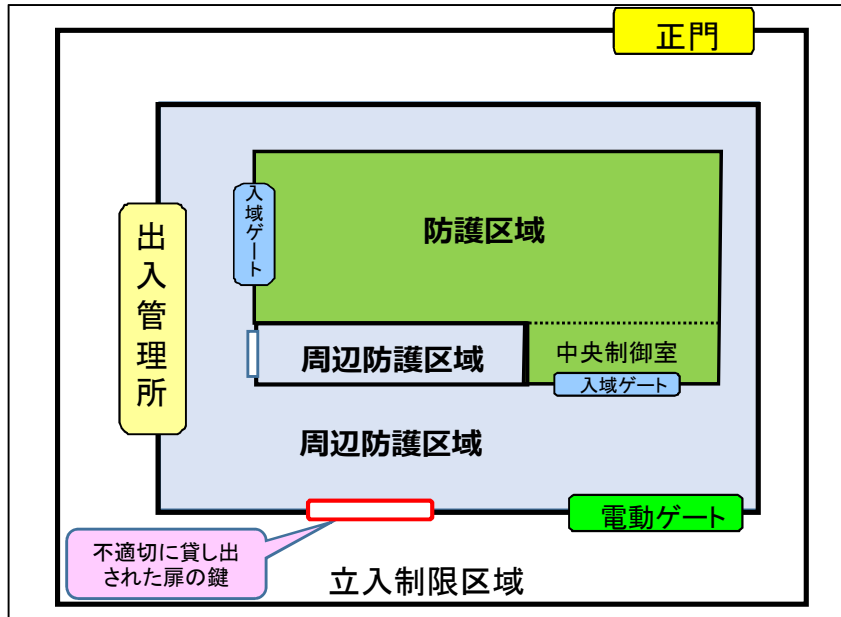 正門
入域ゲート
防護区域
出入管理所
周辺防護区域
中央制御室
入域ゲート
周辺防護区域
電動ゲート
不適切に貸し出
された扉の鍵
立入制限区域